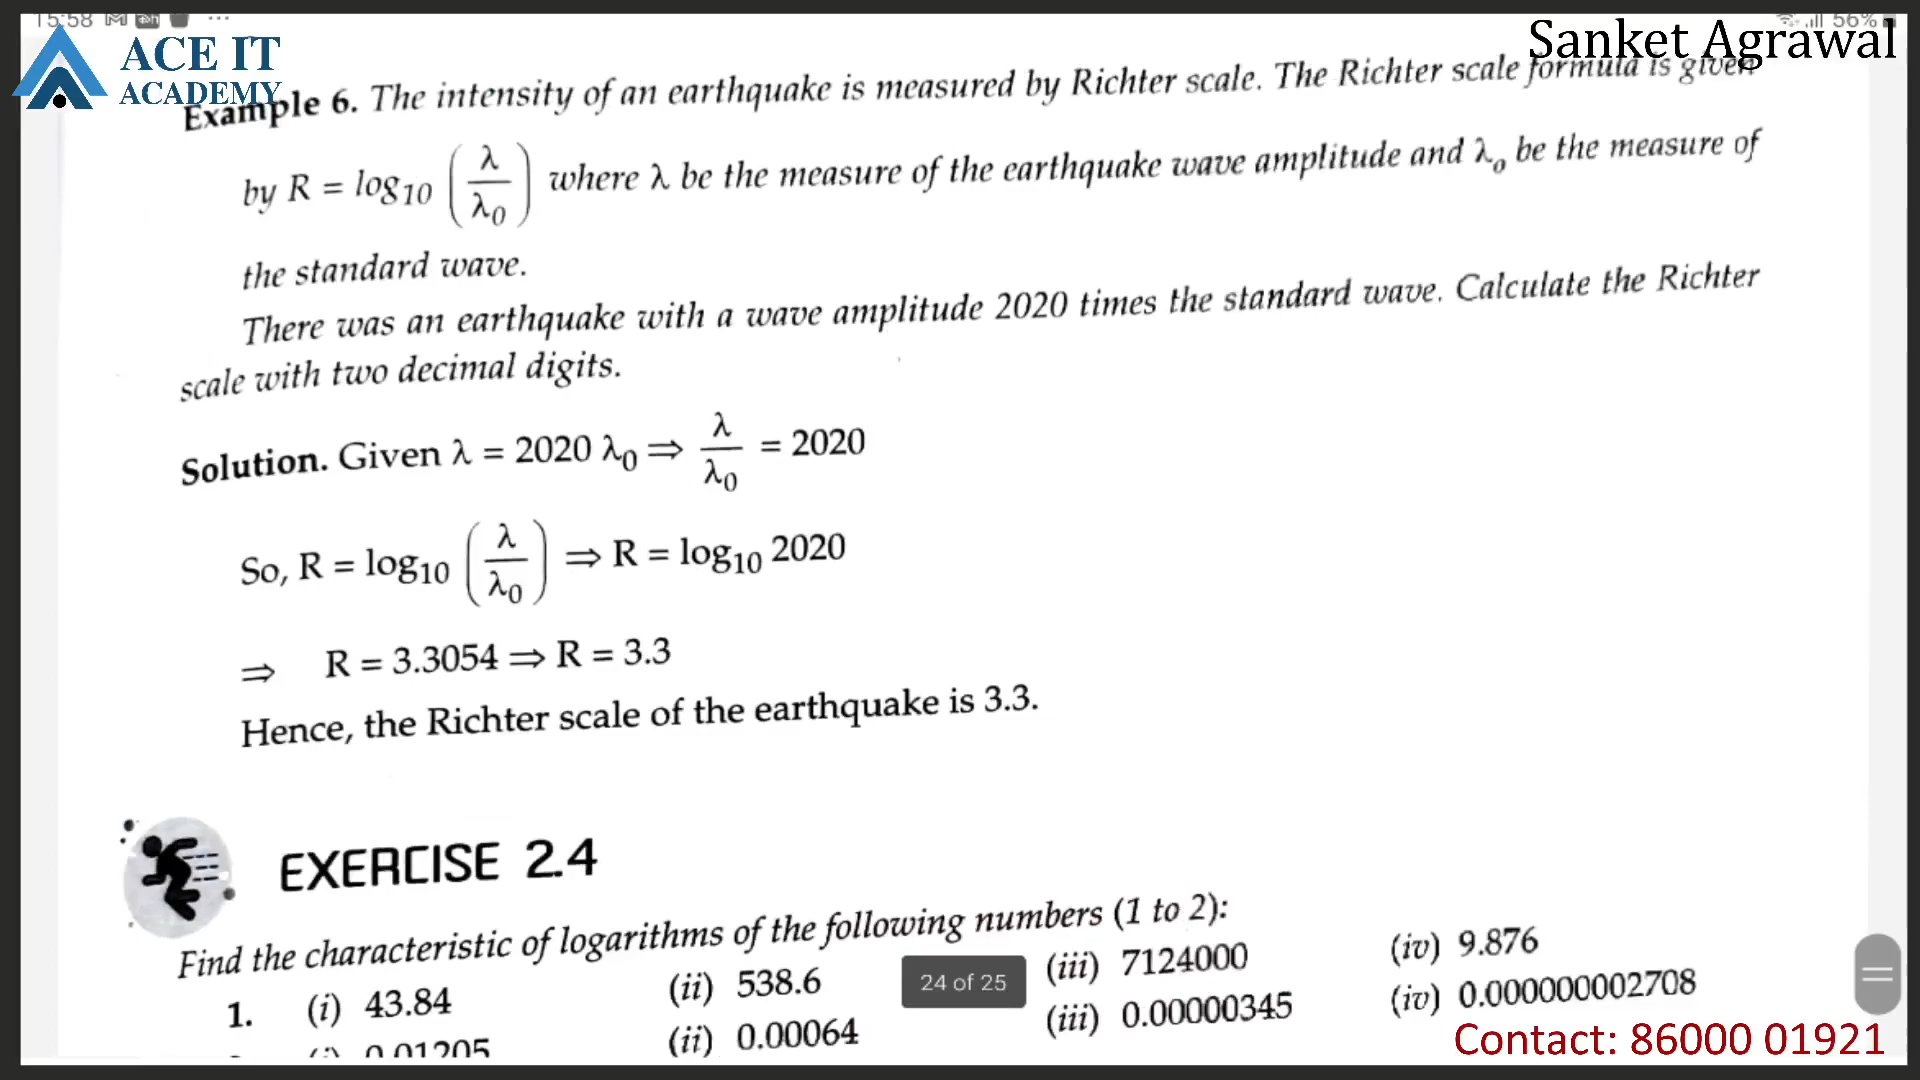 15:58
56%
ACE IT
ACADEMY
Sanket Agrawal
Example 6. The intensity of an earthquake is measured by Richter scale. The Richter scale formula is given
by R = log₁₀ (λ/λ₀) where λ be the measure of the earthquake wave amplitude and λ₀ be the measure of
the standard wave.
There was an earthquake with a wave amplitude 2020 times the standard wave. Calculate the Richter
scale with two decimal digits.
Solution. Given λ = 2020 λ₀ ⇒ λ/λ₀ = 2020
So, R = log₁₀ (λ/λ₀) ⇒ R = log₁₀ 2020
⇒ R = 3.3054 ⇒ R = 3.3
Hence, the Richter scale of the earthquake is 3.3.
EXERCISE 2.4
Find the characteristic of logarithms of the following numbers (1 to 2):
1. (i) 43.84 (ii) 538.6 (iii) 7124000 (iv) 9.876
(i) 0.01205 (ii) 0.00064 (iii) 0.00000345 (iv) 0.000000002708
24 of 25
Contact: 86000 01921